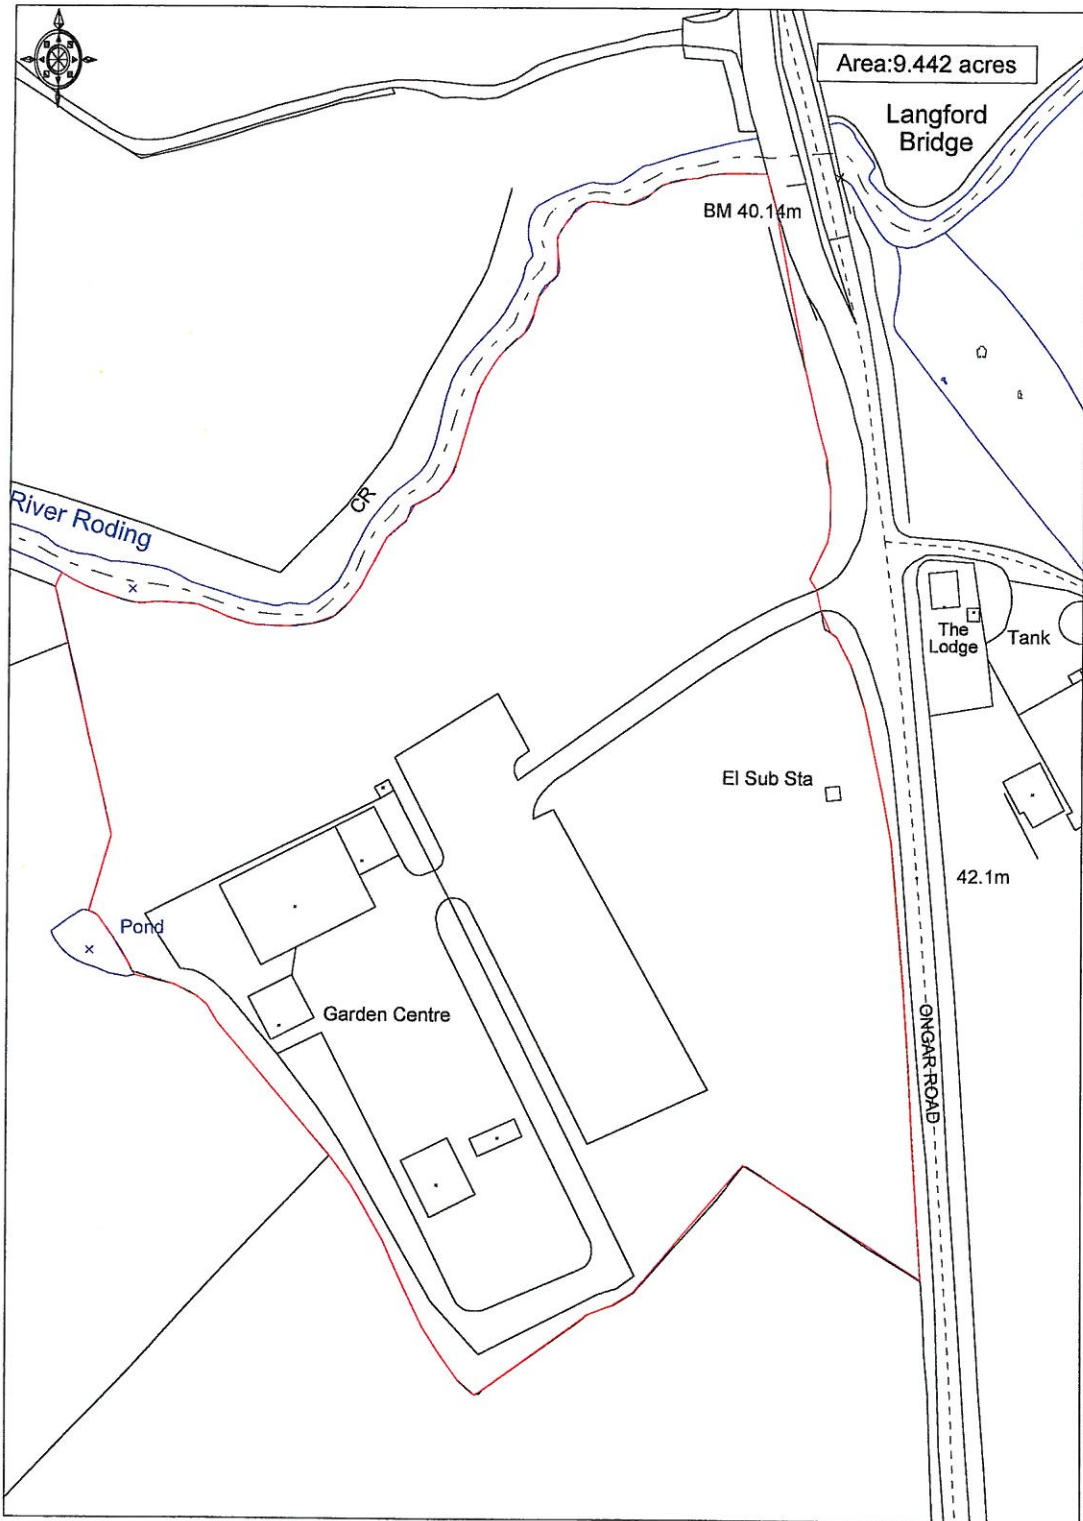 Area:9.442 acres
Langford
Bridge
BM 40.14m
River Roding
CR
The
Lodge
Tank
El Sub Sta
42.1m
Pond
Garden Centre
ONGAR ROAD